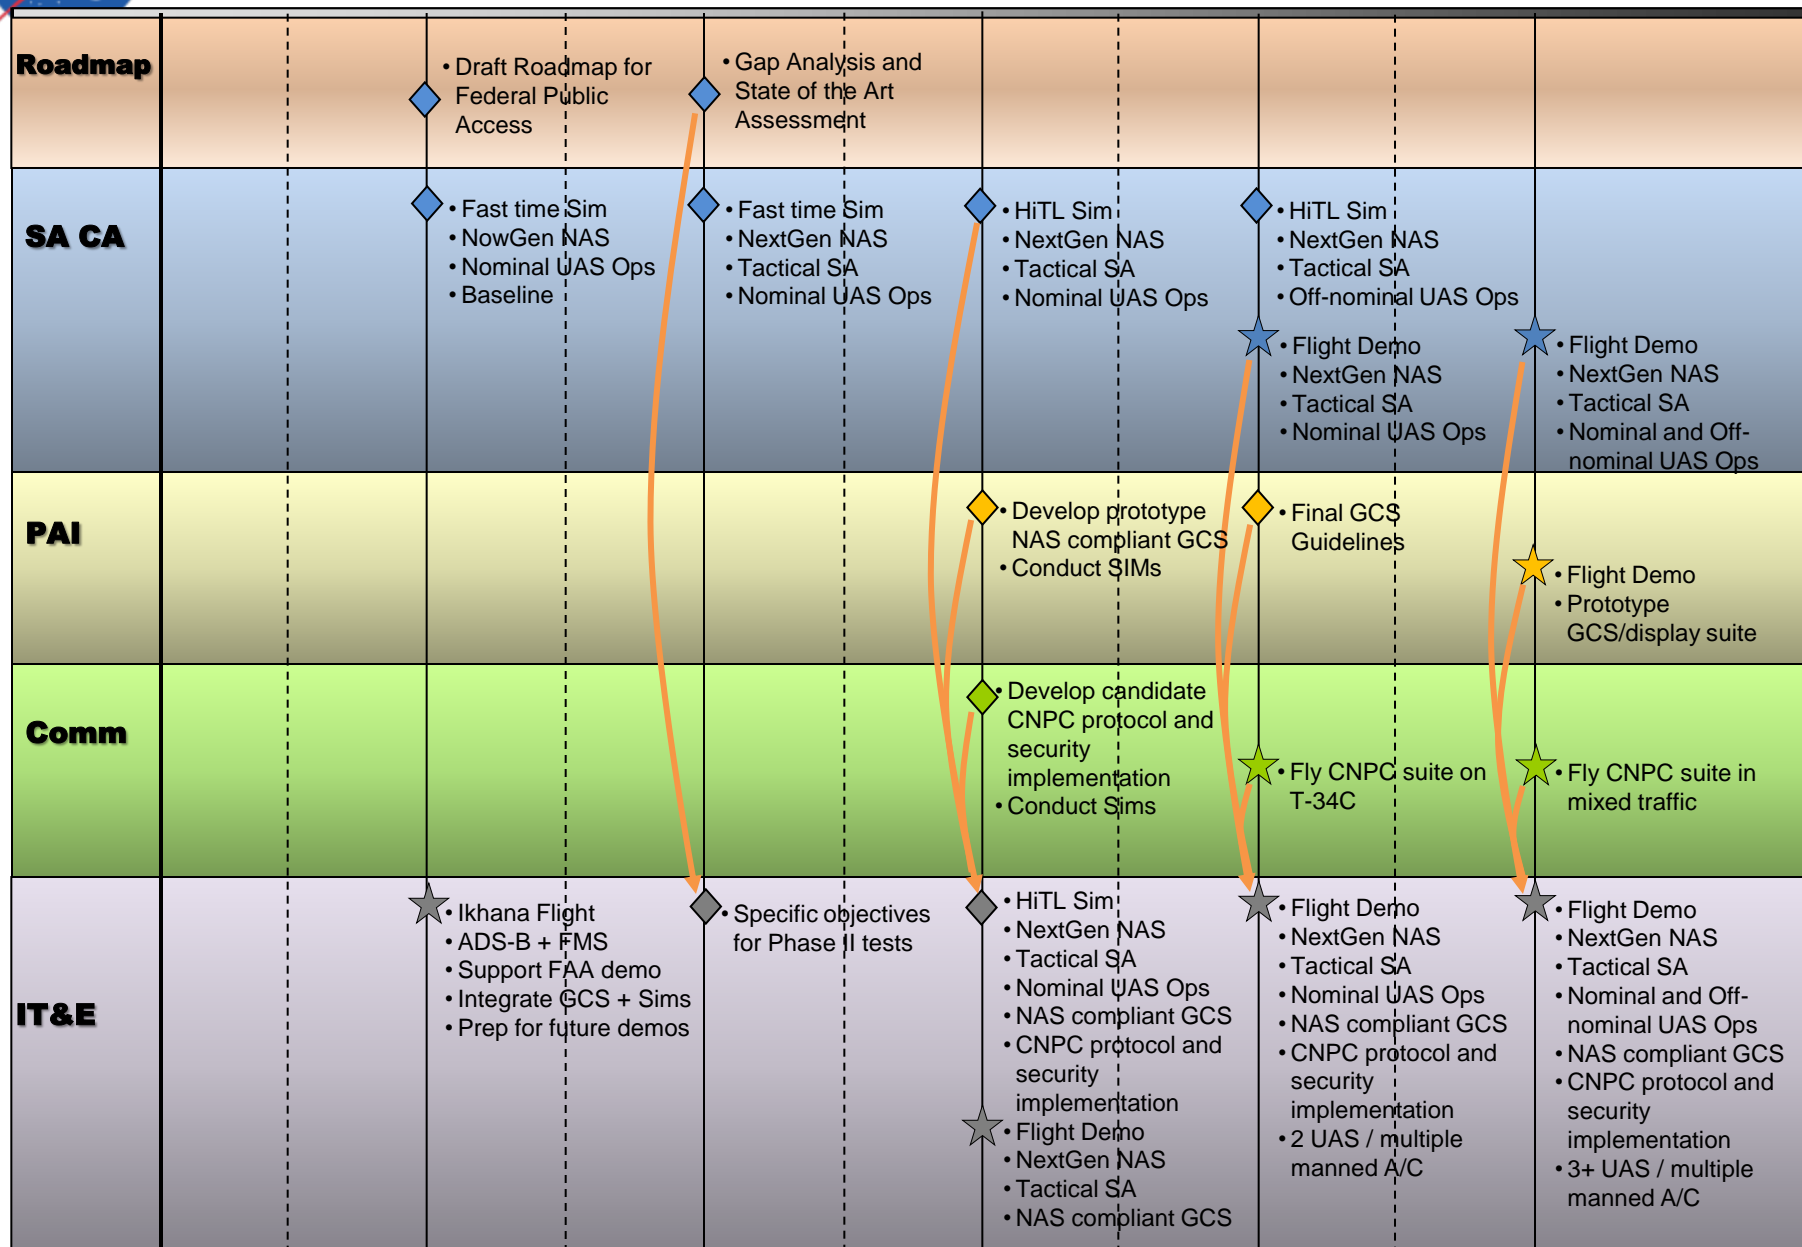 Roadmap
• Draft Roadmap for
Federal Public
Access
• Gap Analysis and
State of the Art
Assessment
SA CA
• Fast time Sim
• NowGen NAS
• Nominal UAS Ops
• Baseline
• Fast time Sim
• NextGen NAS
• Tactical SA
• Nominal UAS Ops
• HiTL Sim
• NextGen NAS
• Tactical SA
• Nominal UAS Ops
• HiTL Sim
• NextGen NAS
• Tactical SA
• Off-nominal UAS Ops
• Flight Demo
• NextGen NAS
• Tactical SA
• Nominal UAS Ops
• Flight Demo
• NextGen NAS
• Tactical SA
• Nominal and Off-
nominal UAS Ops
PAI
• Develop prototype
NAS compliant GCS
• Conduct SIMs
• Final GCS
Guidelines
• Flight Demo
• Prototype
GCS/display suite
Comm
• Develop candidate
CNPC protocol and
security
implementation
• Conduct Sims
• Fly CNPC suite on
T-34C
• Fly CNPC suite in
mixed traffic
IT&E
• Ikhana Flight
• ADS-B + FMS
• Support FAA demo
• Integrate GCS + Sims
• Prep for future demos
• Specific objectives
for Phase II tests
• HiTL Sim
• NextGen NAS
• Tactical SA
• Nominal UAS Ops
• NAS compliant GCS
• CNPC protocol and
security
implementation
• Flight Demo
• NextGen NAS
• Tactical SA
• NAS compliant GCS
• Flight Demo
• NextGen NAS
• Tactical SA
• Nominal UAS Ops
• NAS compliant GCS
• CNPC protocol and
security
implementation
• 2 UAS / multiple
manned A/C
• Flight Demo
• NextGen NAS
• Tactical SA
• Nominal and Off-
nominal UAS Ops
• NAS compliant GCS
• CNPC protocol and
security
implementation
• 3+ UAS / multiple
manned A/C